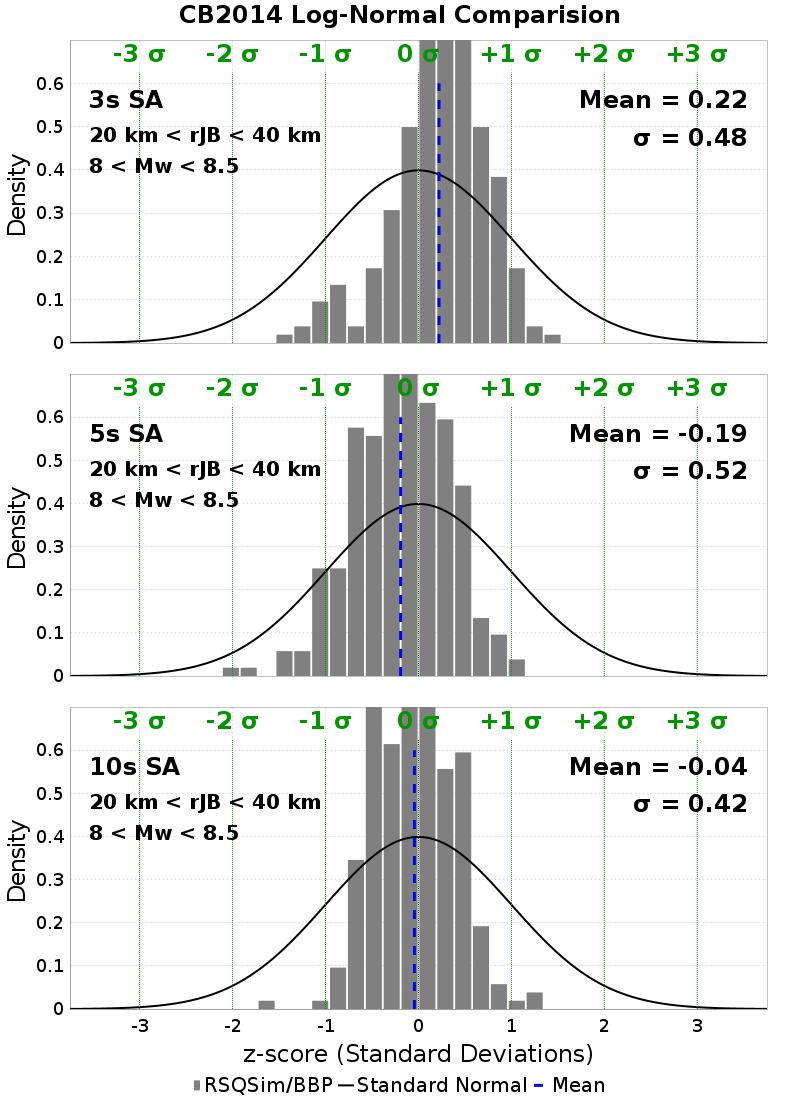 CB2014 Log-Normal Comparision
-3 σ -2 σ -1 σ 0 σ +1 σ +2 σ +3 σ
3s SA
20 km < rJB < 40 km
8 < Mw < 8.5
Mean = 0.22
σ = 0.48
0.6
0.5
0.4
0.3
0.2
0.1
0
Density
-3 σ -2 σ -1 σ 0 σ +1 σ +2 σ +3 σ
5s SA
20 km < rJB < 40 km
8 < Mw < 8.5
Mean = -0.19
σ = 0.52
0.6
0.5
0.4
0.3
0.2
0.1
0
Density
-3 σ -2 σ -1 σ 0 σ +1 σ +2 σ +3 σ
10s SA
20 km < rJB < 40 km
8 < Mw < 8.5
Mean = -0.04
σ = 0.42
0.6
0.5
0.4
0.3
0.2
0.1
0
Density
-3 -2 -1 0 1 2 3
z-score (Standard Deviations)
RSQSim/BBP Standard Normal Mean